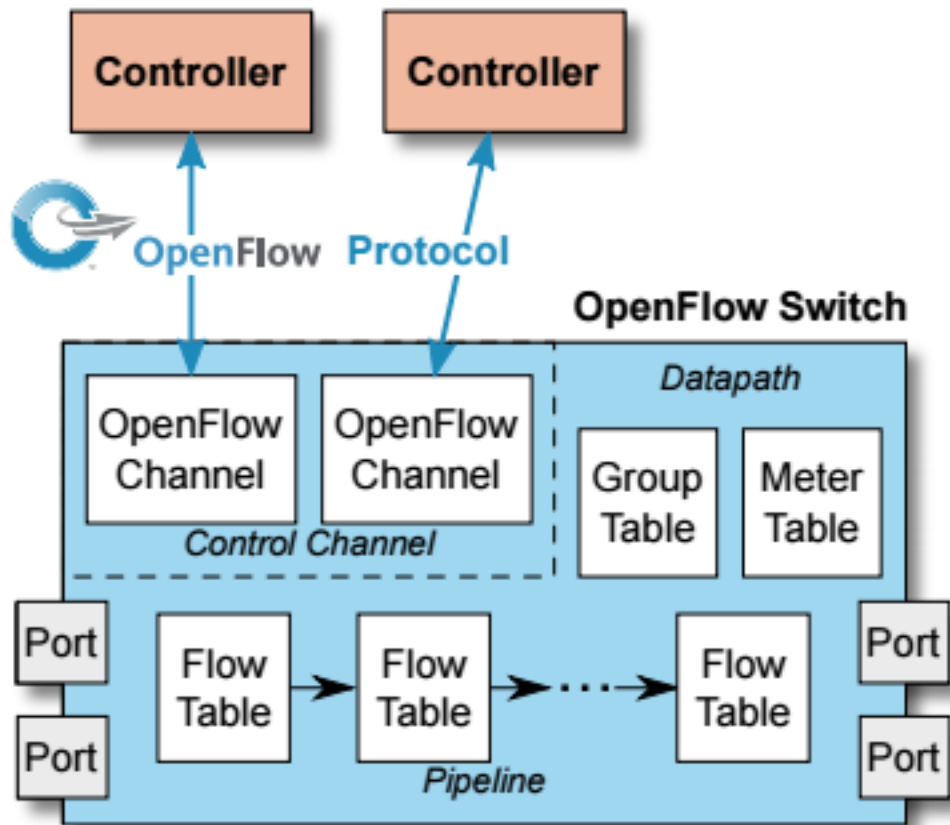 Controller
Controller
OpenFlow
Protocol
OpenFlow Switch
Datapath
OpenFlow
Channel
OpenFlow
Channel
Control Channel
Group
Table
Meter
Table
Port
Port
Flow
Table
Flow
Table
...
Flow
Table
Port
Port
Pipeline